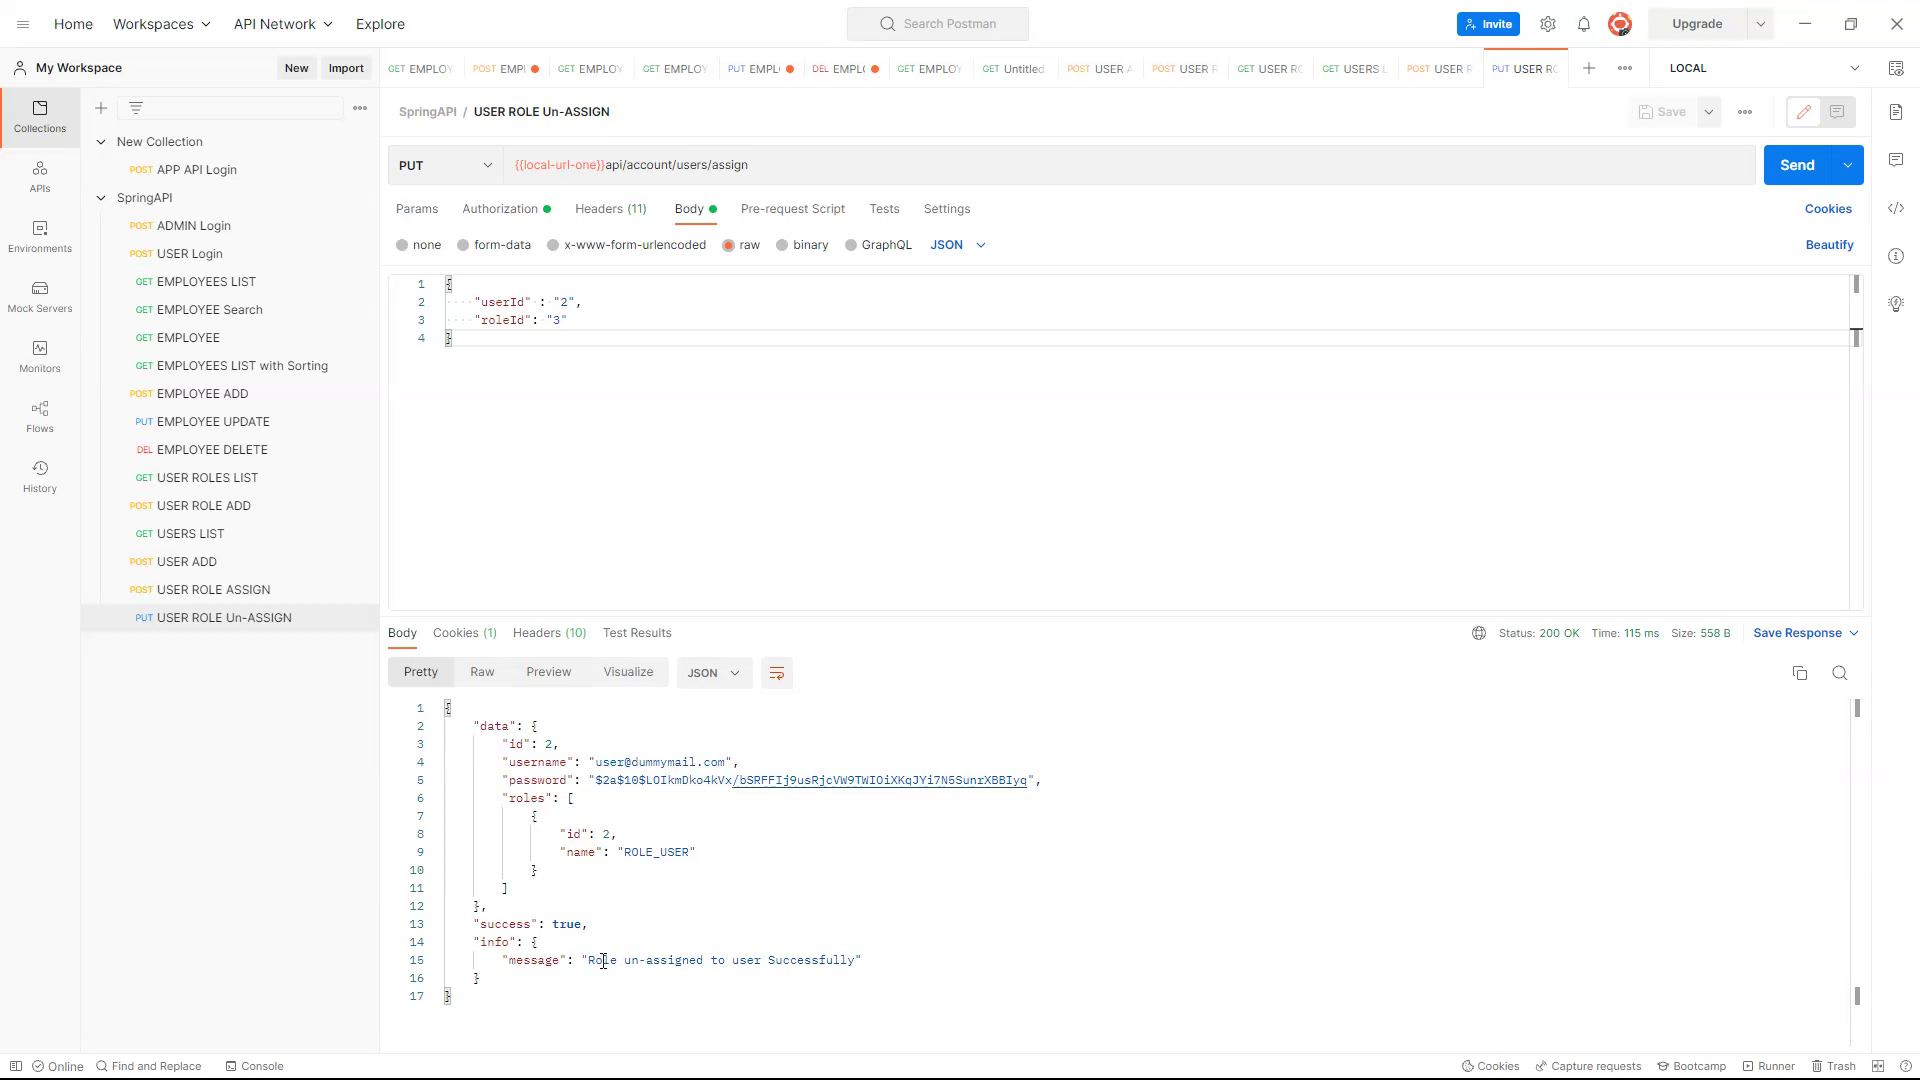 Home Workspaces API Network Explore Search Postman Invite Upgrade
My Workspace New Import GET EMPLOY POST EMPL GET EMPLOY GET EMPLOY PUT EMPL DEL EMPL GET EMPLOY GET Untitled POST USER A POST USER F GET USER RC GET USERS L POST USER R PUT USER RC LOCAL
Collections
APIs
Environments
Mock Servers
Monitors
Flows
History
New Collection
POST APP API Login
SpringAPI
POST ADMIN Login
POST USER Login
GET EMPLOYEES LIST
GET EMPLOYEE Search
GET EMPLOYEE
GET EMPLOYEES LIST with Sorting
POST EMPLOYEE ADD
PUT EMPLOYEE UPDATE
DEL EMPLOYEE DELETE
GET USER ROLES LIST
POST USER ROLE ADD
GET USERS LIST
POST USER ADD
POST USER ROLE ASSIGN
PUT USER ROLE Un-ASSIGN
SpringAPI / USER ROLE Un-ASSIGN Save
PUT {{local-url-one}}api/account/users/assign Send
Params Authorization Headers (11) Body Pre-request Script Tests Settings Cookies
none form-data x-www-form-urlencoded raw binary GraphQL JSON Beautify
1 {
2 "userId" : "2",
3 "roleId": "3"
4 }
Body Cookies (1) Headers (10) Test Results Status: 200 OK Time: 115 ms Size: 558 B Save Response
Pretty Raw Preview Visualize JSON
1 {
2 "data": {
3 "id": 2,
4 "username": "user@dummymail.com",
5 "password": "$2a$10$LOIkmDko4kVx/bSRFFIj9usRjcVW9TWIOiXKqJYi7N5SunrXBBIyq",
6 "roles": [
7 {
8 "id": 2,
9 "name": "ROLE_USER"
10 }
11 ]
12 },
13 "success": true,
14 "info": {
15 "message": "Role un-assigned to user Successfully"
16 }
17 }
Online Find and Replace Console Cookies Capture requests Bootcamp Runner Trash